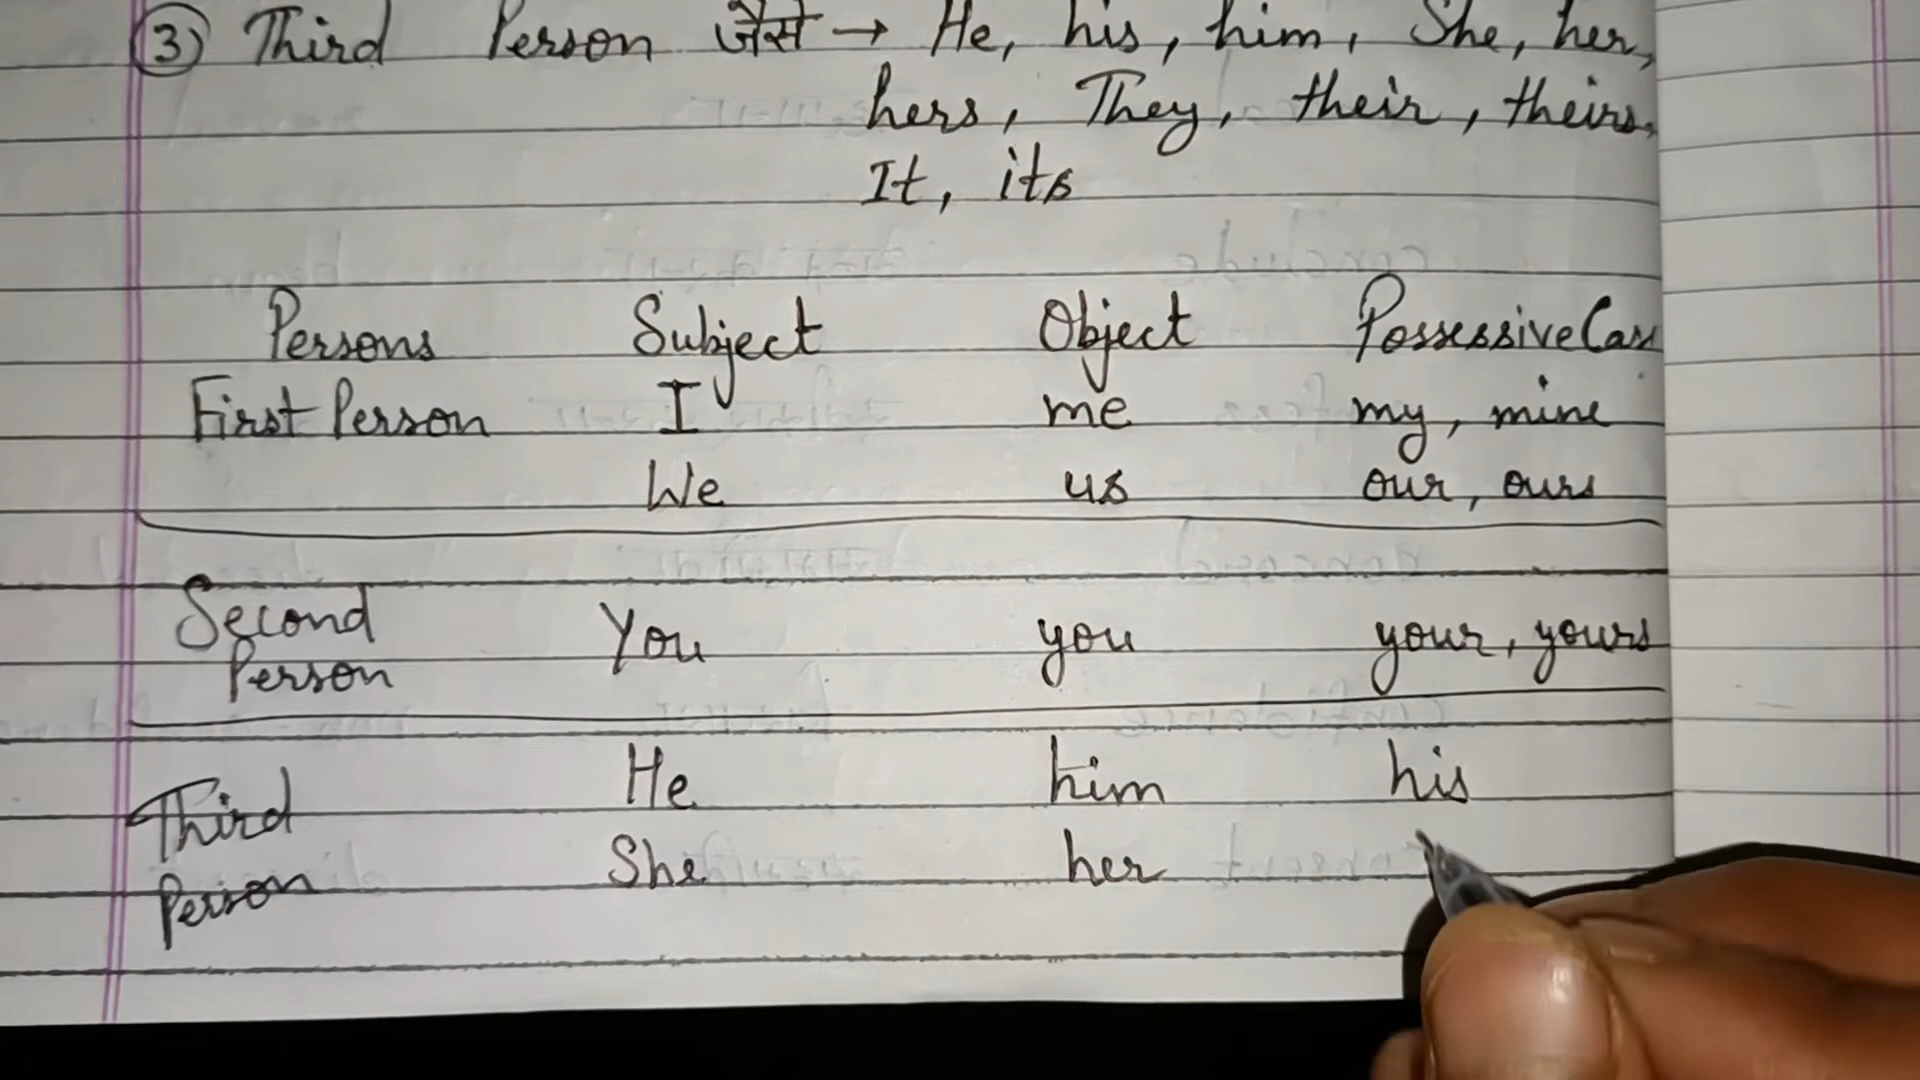 ③ Third Person जैसे → He, his, him, She, her,
hers, They, their, theirs,
It, its
Persons Subject Object Possessive Cas
First Person I me my, mine
We us our, ours
Second Person You you your, yours
Third Person He him his
She her